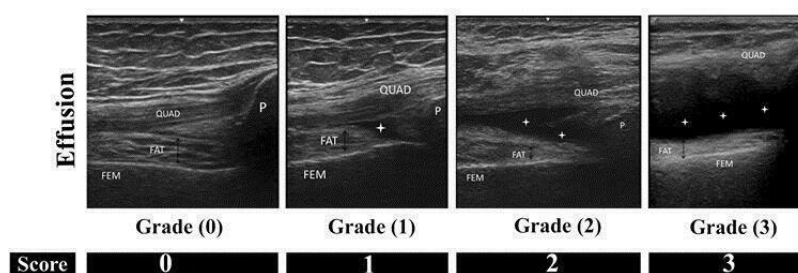 Effusion
QUAD
P
FAT
FEM
QUAD
P
FAT
FEM
QUAD
P
FAT
FEM
QUAD
FAT
FEM
Grade (0) Grade (1) Grade (2) Grade (3)
Score 0 1 2 3